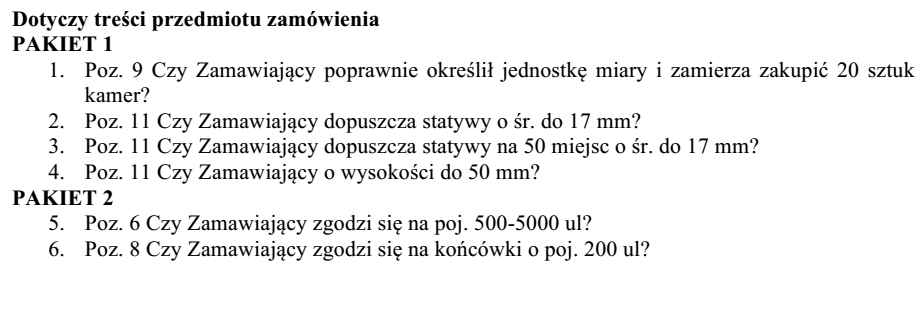 Dotyczy treści przedmiotu zamówienia
PAKIET 1
1. Poz. 9 Czy Zamawiający poprawnie określił jednostkę miary i zamierza zakupić 20 sztuk
kamer?
2. Poz. 11 Czy Zamawiający dopuszcza statywy o śr. do 17 mm?
3. Poz. 11 Czy Zamawiający dopuszcza statywy na 50 miejsc o śr. do 17 mm?
4. Poz. 11 Czy Zamawiający o wysokości do 50 mm?
PAKIET 2
5. Poz. 6 Czy Zamawiający zgodzi się na poj. 500-5000 ul?
6. Poz. 8 Czy Zamawiający zgodzi się na końcówki o poj. 200 ul?